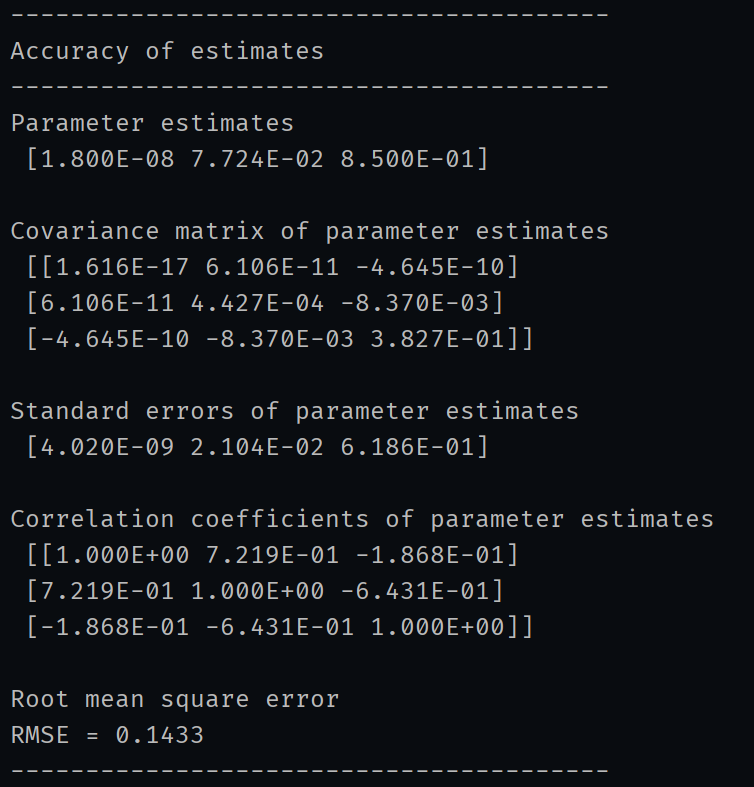 ----------------------------------------
Accuracy of estimates
----------------------------------------
Parameter estimates
 [1.800E-08 7.724E-02 8.500E-01]

Covariance matrix of parameter estimates
 [[1.616E-17 6.106E-11 -4.645E-10]
 [6.106E-11 4.427E-04 -8.370E-03]
 [-4.645E-10 -8.370E-03 3.827E-01]]

Standard errors of parameter estimates
 [4.020E-09 2.104E-02 6.186E-01]

Correlation coefficients of parameter estimates
 [[1.000E+00 7.219E-01 -1.868E-01]
 [7.219E-01 1.000E+00 -6.431E-01]
 [-1.868E-01 -6.431E-01 1.000E+00]]

Root mean square error
RMSE = 0.1433
----------------------------------------